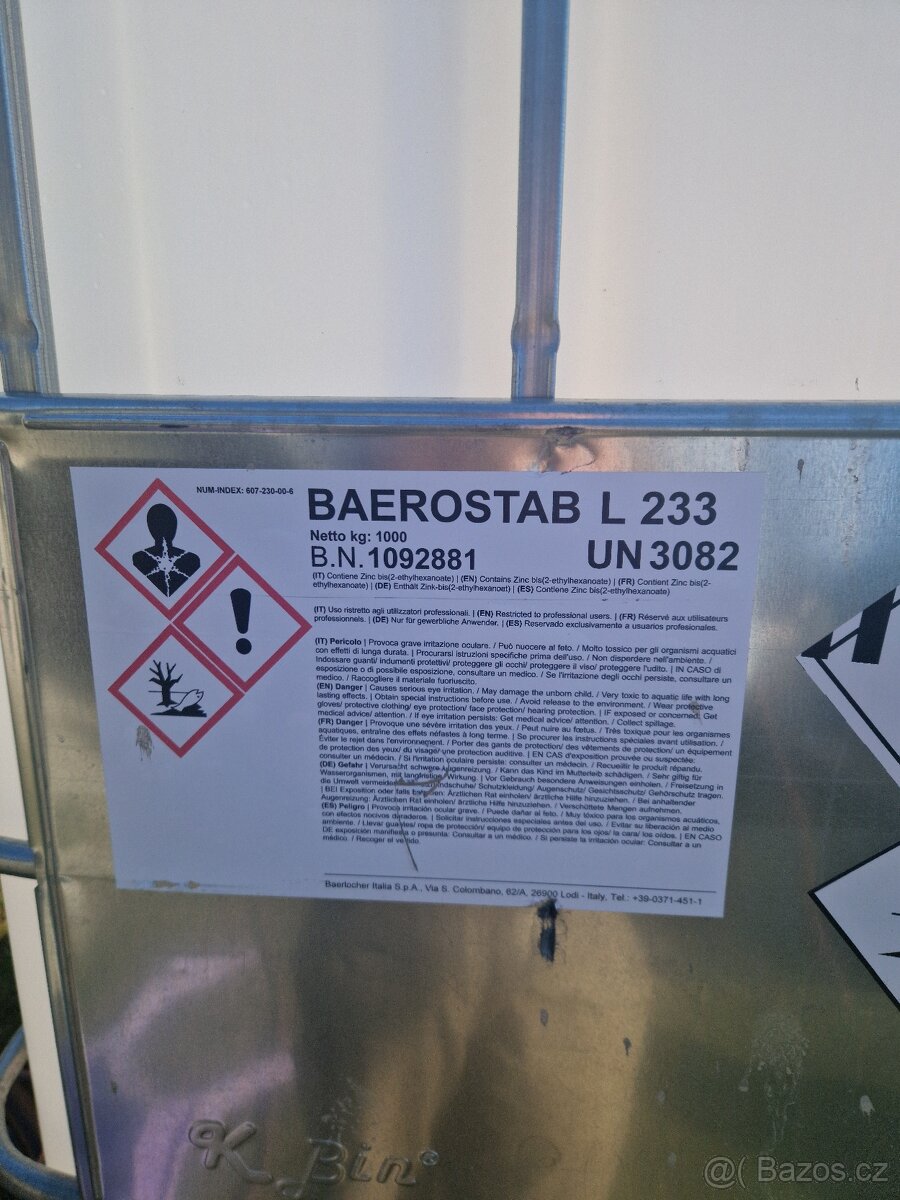 NUM-INDEX: 607-230-00-6
BAEROSTAB L 233
Netto kg: 1000
B.N. 1092881 UN 3082
(IT) Contiene Zinc bis(2-ethylhexanoate) | (EN) Contains Zinc bis(2-ethylhexanoate) | (FR) Contient Zinc bis(2-
ethylhexanoate) | (DE) Enthält Zink-bis(2-ethylhexanoat) | (ES) Contiene Zinc bis(2-ethylhexanoate)
(IT) Uso ristretto agli utilizzatori professionali. | (EN) Restricted to professional users. | (FR) Réservé aux utilisateurs
professionnels. | (DE) Nur für gewerbliche Anwender. | (ES) Reservado exclusivamente a usuarios profesionales.
(IT) Pericolo | Provoca grave irritazione oculare. / Può nuocere al feto. / Molto tossico per gli organismi acquatici
con effetti di lunga durata. | Procurarsi istruzioni specifiche prima dell'uso. / Non disperdere nell'ambiente. /
Indossare guanti/ indumenti protettivi/ proteggere gli occhi/ proteggere il viso/ proteggere l'udito. | IN CASO di
esposizione o di possibile esposizione, consultare un medico. / Se l'irritazione degli occhi persiste, consultare un
medico. / Raccogliere il materiale fuoriuscito.
(EN) Danger | Causes serious eye irritation. / May damage the unborn child. / Very toxic to aquatic life with long
lasting effects. | Obtain special instructions before use. / Avoid release to the environment. / Wear protective
gloves/ protective clothing/ eye protection/ face protection/ hearing protection. | IF exposed or concerned: Get
medical advice/ attention. / If eye irritation persists: Get medical advice/ attention. / Collect spillage.
(FR) Danger | Provoque une sévère irritation des yeux. / Peut nuire au fœtus. / Très toxique pour les organismes
aquatiques, entraîne des effets néfastes à long terme. | Se procurer les instructions spéciales avant utilisation. /
Éviter le rejet dans l'environnement. / Porter des gants de protection/ des vêtements de protection/ un équipement
de protection des yeux/ du visage/ une protection auditive. | EN CAS d'exposition prouvée ou suspectée:
consulter un médecin. / Si l'irritation oculaire persiste: consulter un médecin. / Recueillir le produit répandu.
(DE) Gefahr | Verursacht schwere Augenreizung. / Kann das Kind im Mutterleib schädigen. / Sehr giftig für
Wasserorganismen, mit langfristiger Wirkung. | Vor Gebrauch besondere Anweisungen einholen. / Freisetzung in
die Umwelt vermeiden. / Schutzkleidung/ Augenschutz/ Gesichtsschutz/ Gehörschutz tragen.
| BEI Exposition oder falls betroffen: Ärztlichen Rat einholen/ ärztliche Hilfe hinzuziehen. / Bei anhaltender
Augenreizung: Ärztlichen Rat einholen/ ärztliche Hilfe hinzuziehen. / Verschüttete Mengen aufnehmen.
(ES) Peligro | Provoca irritación ocular grave. / Puede dañar al feto. / Muy tóxico para los organismos acuáticos,
con efectos nocivos duraderos. | Solicitar instrucciones especiales antes del uso. / Evitar su liberación al medio
ambiente. / Llevar guantes/ ropa de protección/ equipo de protección para los ojos/ la cara/ los oídos. | EN CASO
DE exposición manifiesta o presunta: Consultar a un médico. / Si persiste la irritación ocular: Consultar a un
médico. / Recoger el vertido.
Baerlocher Italia S.p.A., Via S. Colombano, 62/A, 26900 Lodi - Italy. Tel.: +39-0371-451-1
K Bin®
@( Bazos.cz